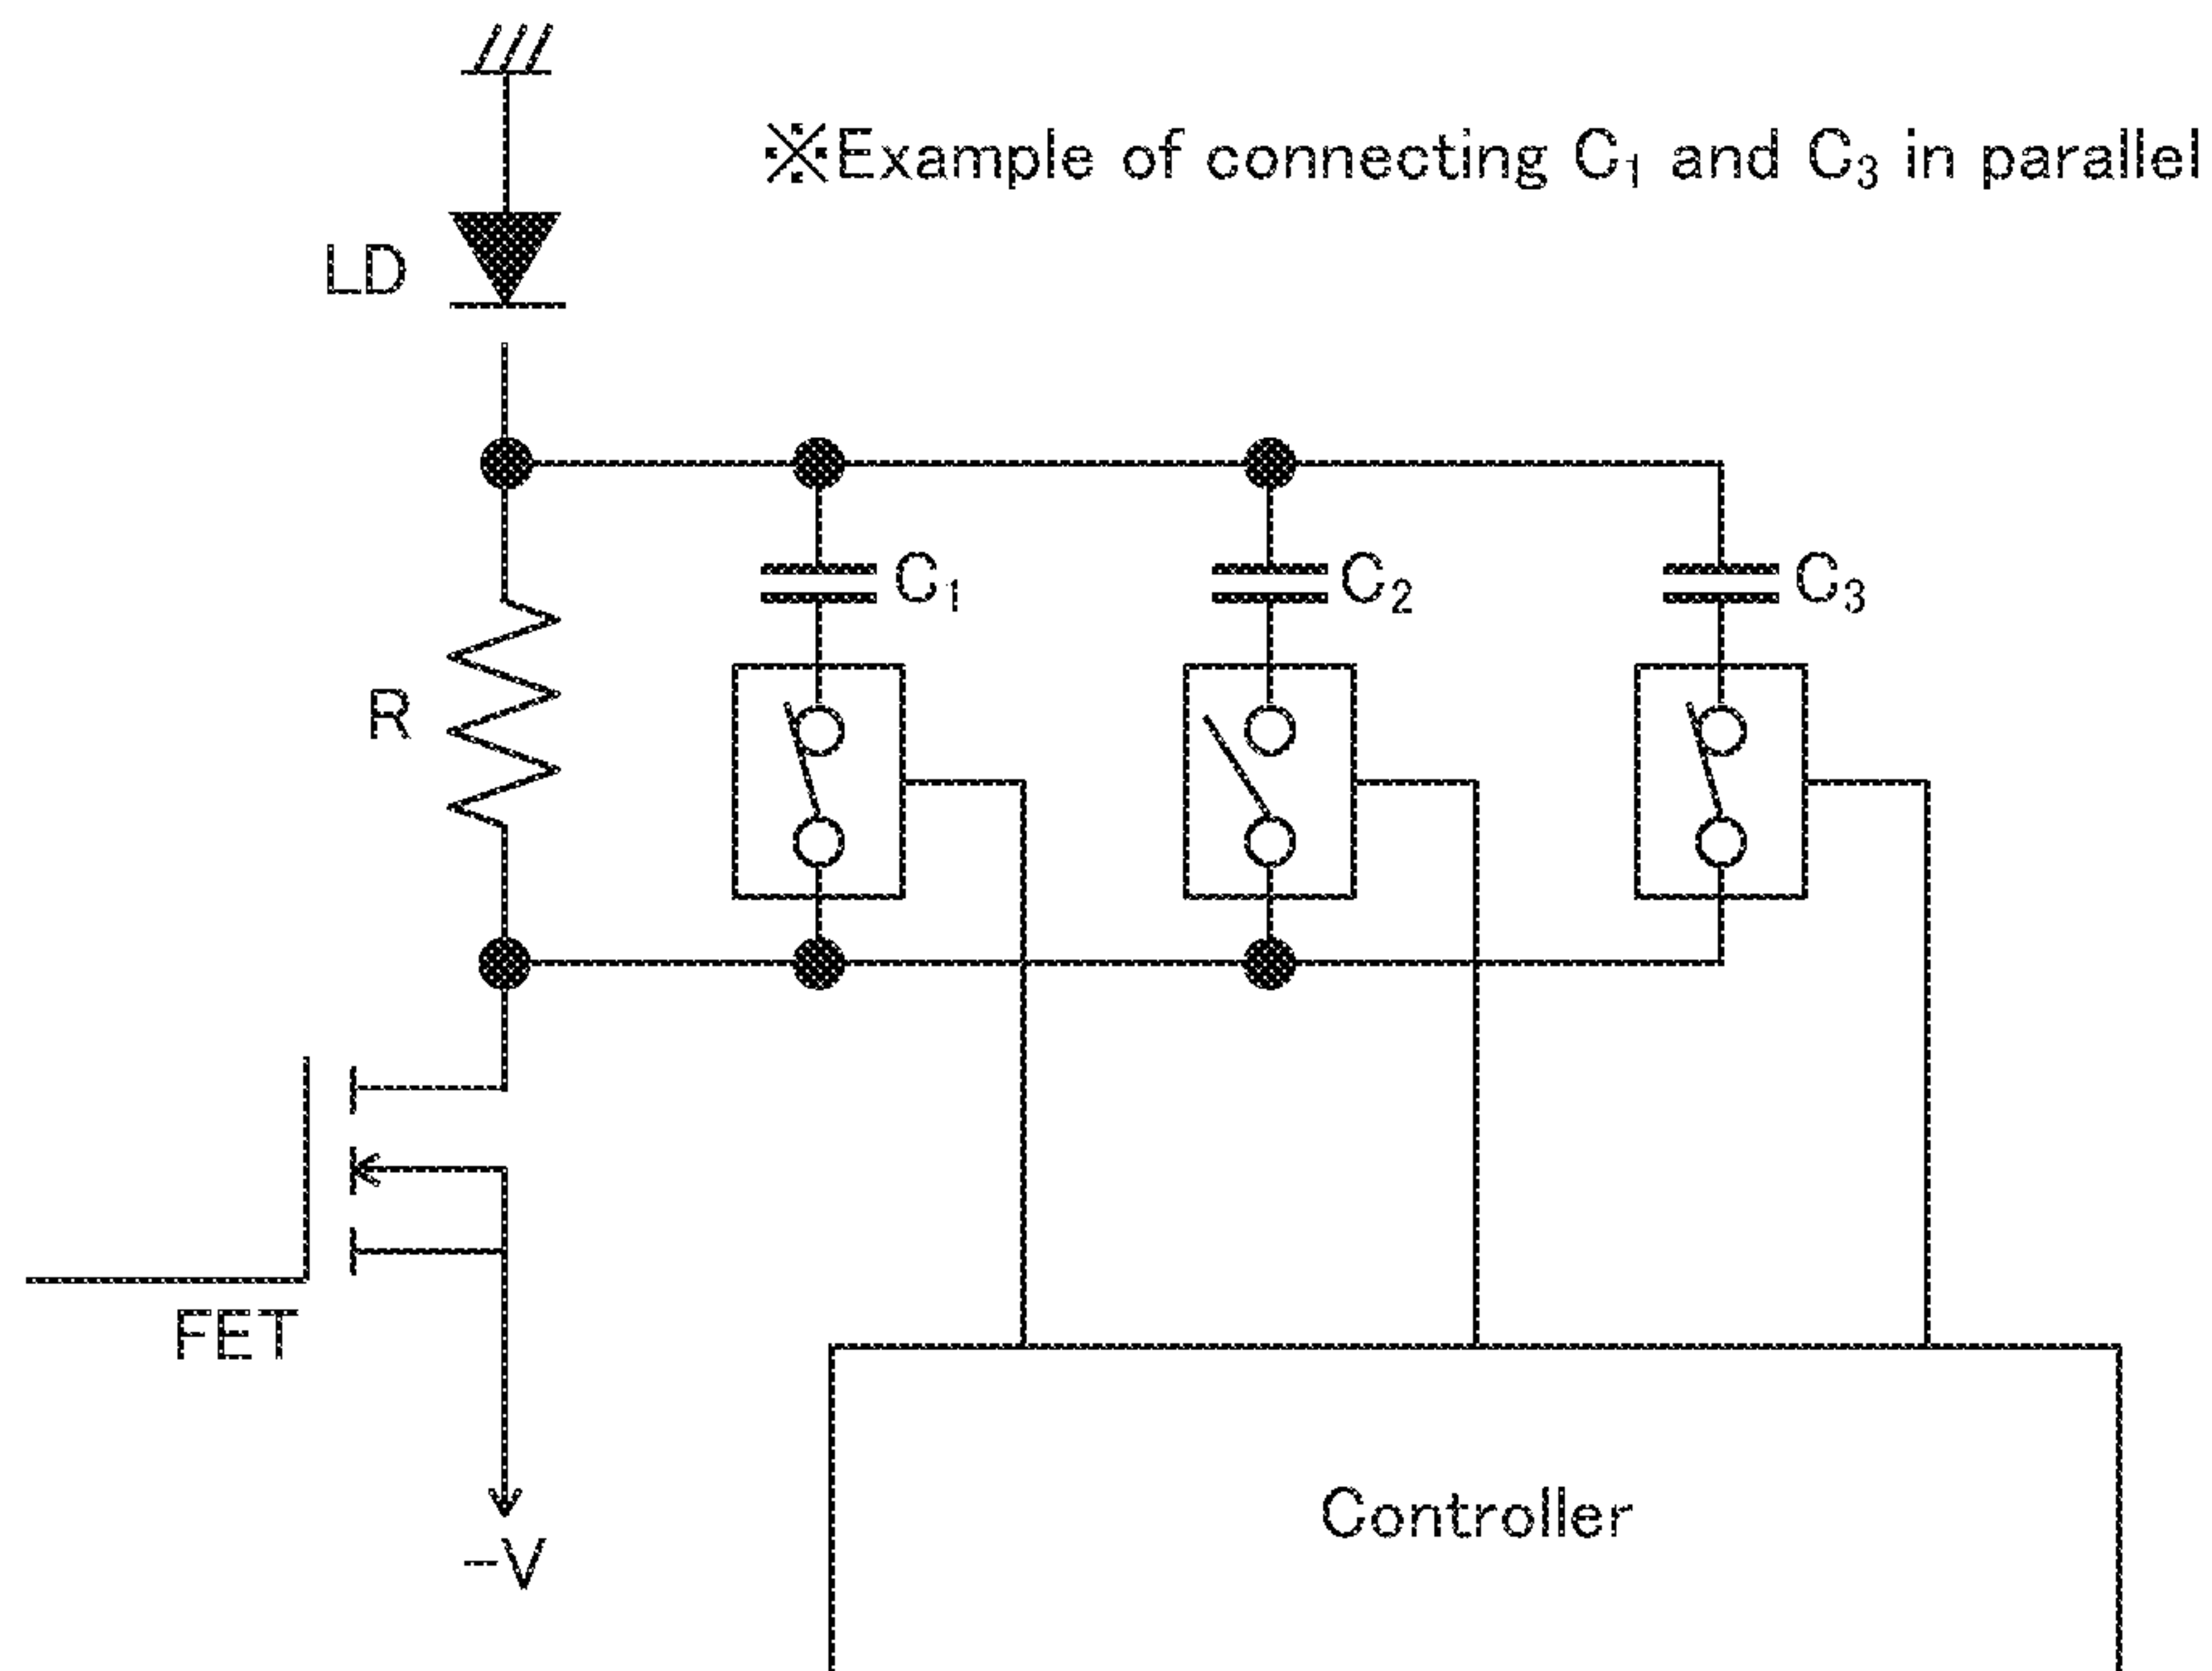 ※Example of connecting C₁ and C₃ in parallel
LD
C₁
C₂
C₃
R
FET
Controller
-V